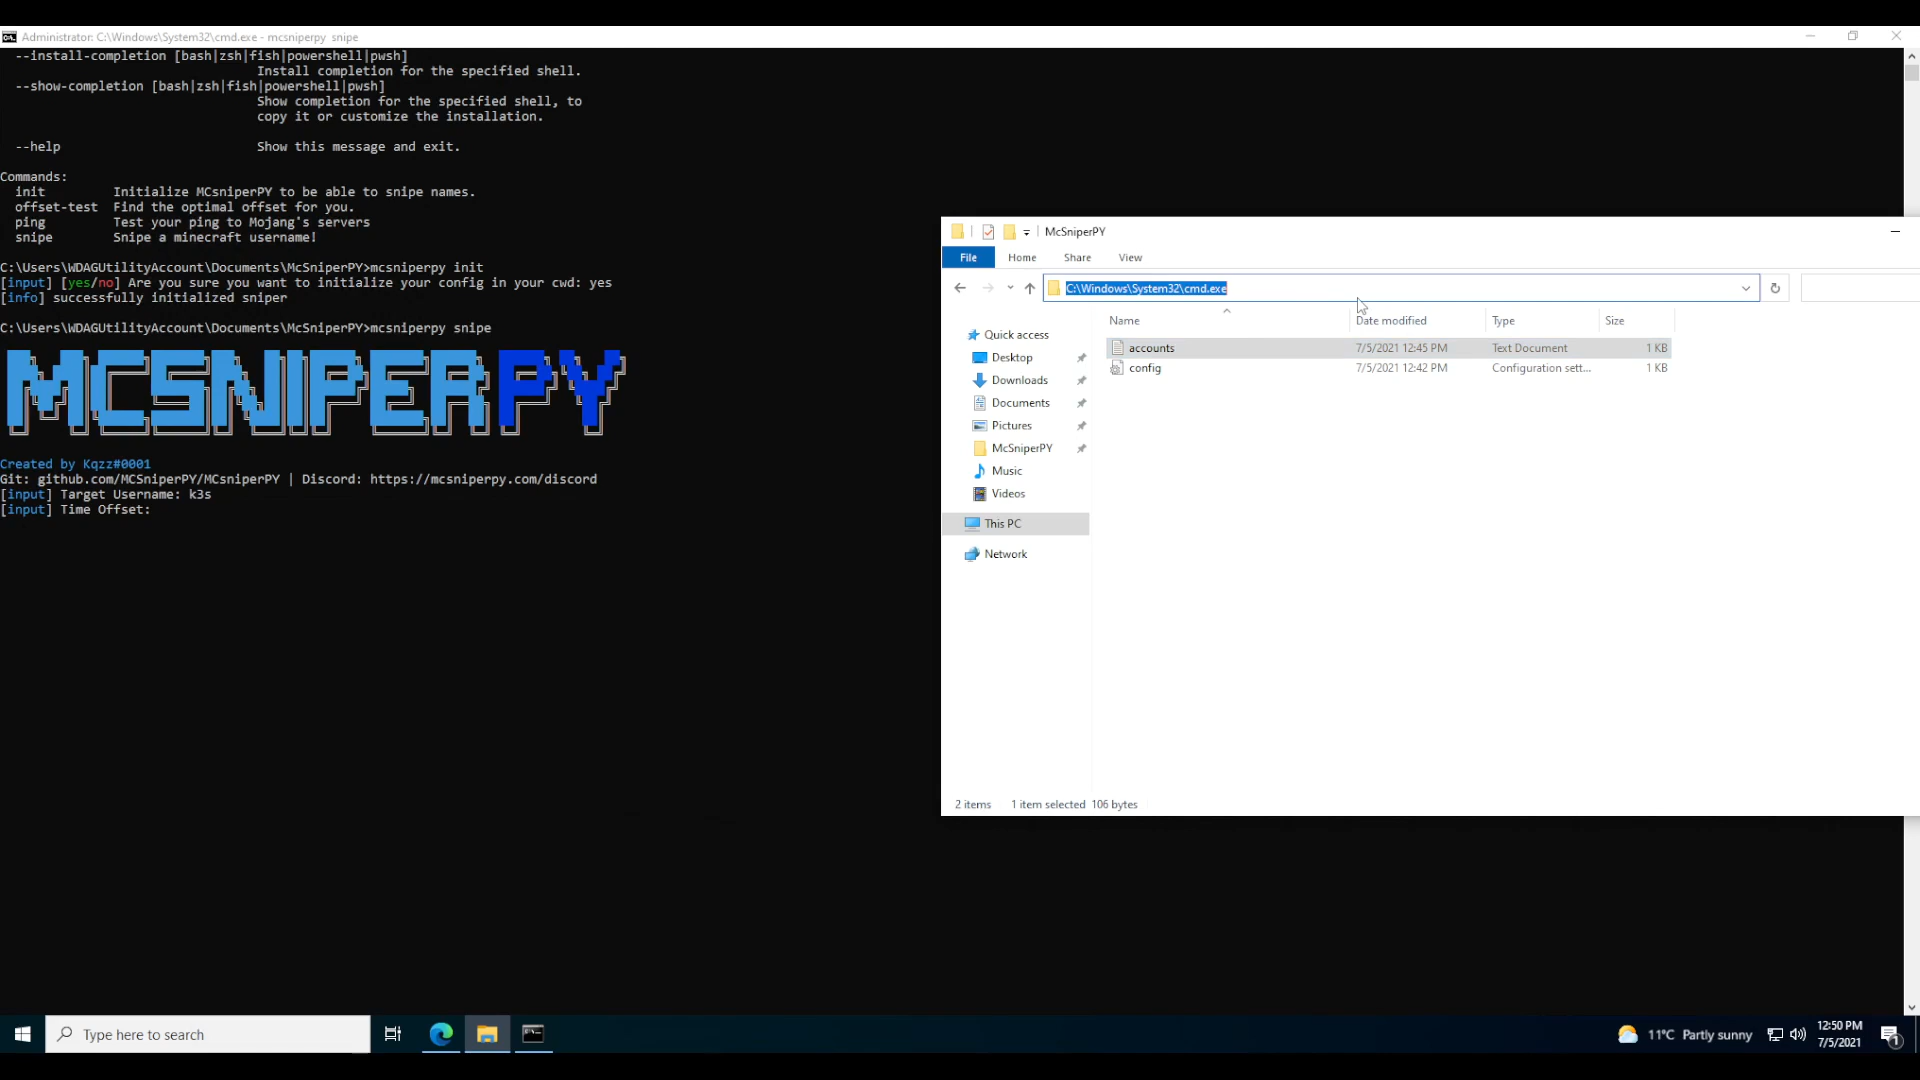 Administrator: C:\Windows\System32\cmd.exe - mcsniperpy  snipe
--install-completion [bash|zsh|fish|powershell|pwsh]
Install completion for the specified shell.
--show-completion [bash|zsh|fish|powershell|pwsh]
Show completion for the specified shell, to
copy it or customize the installation.
--help Show this message and exit.
Commands:
init Initialize MCsniperPY to be able to snipe names.
offset-test Find the optimal offset for you.
ping Test your ping to Mojang's servers
snipe Snipe a minecraft username!
C:\Users\WDAGUtilityAccount\Documents\McSniperPY>mcsniperpy init
[input] [yes/no] Are you sure you want to initialize your config in your cwd: yes
[info] successfully initialized sniper
C:\Users\WDAGUtilityAccount\Documents\McSniperPY>mcsniperpy snipe
MCSNIPERPY
Created by Kqzz#0001
Git: github.com/MCSniperPY/MCsniperPY | Discord: https://mcsniperpy.com/discord
[input] Target Username: k3s
[input] Time Offset:
McSniperPY
File Home Share View
C:\Windows\System32\cmd.exe
Name Date modified Type Size
accounts 7/5/2021 12:45 PM Text Document 1 KB
config 7/5/2021 12:42 PM Configuration sett... 1 KB
Quick access
Desktop
Downloads
Documents
Pictures
McSniperPY
Music
Videos
This PC
Network
2 items 1 item selected 106 bytes
Type here to search
11°C Partly sunny
12:50 PM
7/5/2021
1